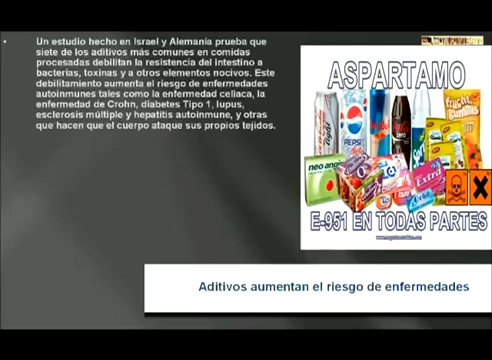 Un estudio hecho en Israel y Alemania prueba que
siete de los aditivos más comunes en comidas
procesadas debilitan la resistencia del intestino a
bacterias, toxinas y a otros elementos nocivos. Este
debilitamiento aumenta el riesgo de enfermedades
autoinmunes tales como la enfermedad celiaca, la
enfermedad de Crohn, diabetes Tipo 1, lupus,
esclerosis múltiple y hepatitis autoinmune, y otras
que hacen que el cuerpo ataque sus propios tejidos.
ASPARTAMO
PEPSI
Extra
E-951 EN TODAS PARTES
Aditivos aumentan el riesgo de enfermedades